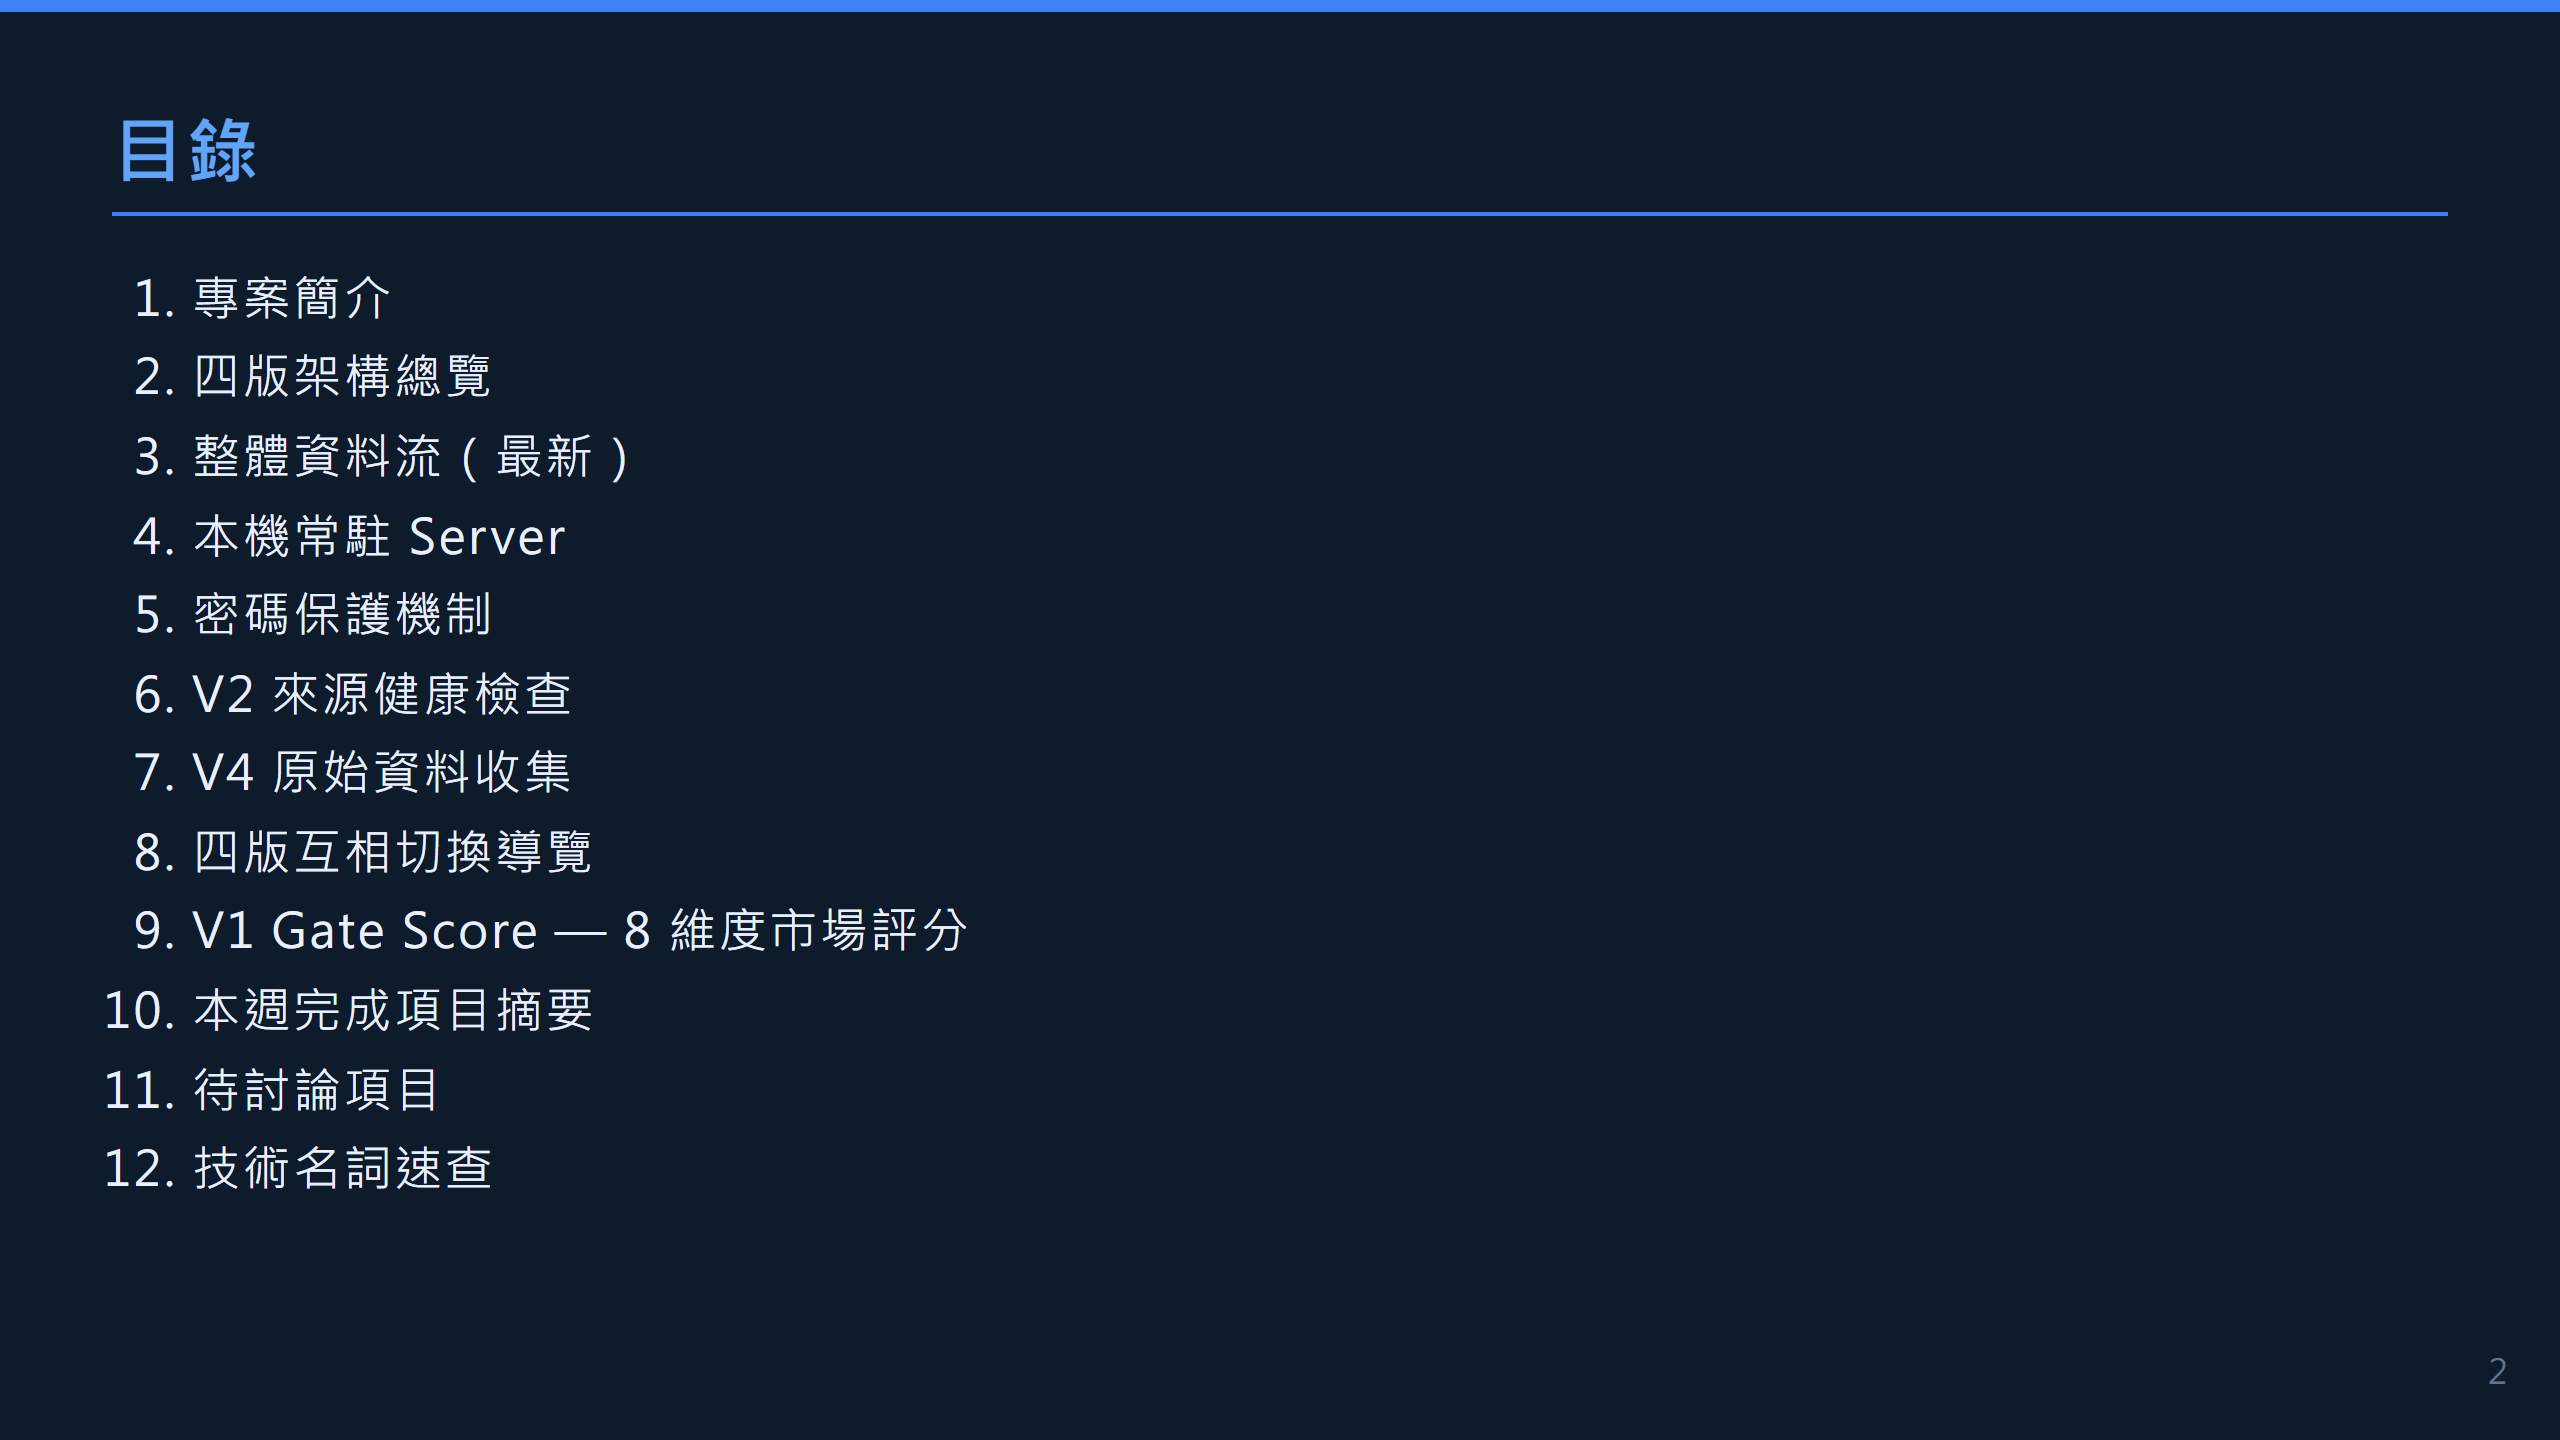 目錄
1. 專案簡介
2. 四版架構總覽
3. 整體資料流（最新）
4. 本機常駐 Server
5. 密碼保護機制
6. V2 來源健康檢查
7. V4 原始資料收集
8. 四版互相切換導覽
9. V1 Gate Score — 8 維度市場評分
10. 本週完成項目摘要
11. 待討論項目
12. 技術名詞速查
2